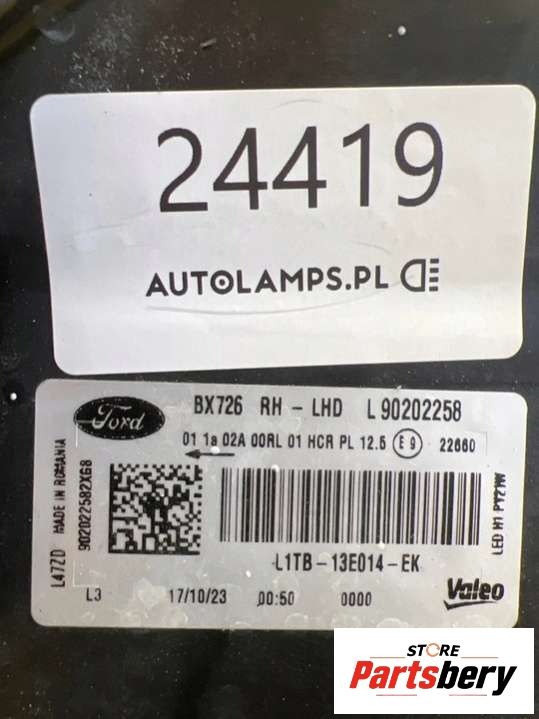 24419
AUTOLAMPS.PL
Ford
BX726 RH - LHD L 90202258
01 1a 02A 00RL 01 HCR PL 12.5 E9 22660
L47ZD MADE IN ROMANIA
902022582X68
LED H1 PY21W
L1TB - 13E014 - EK
L3 17/10/23 00:50 0000
Valeo
STORE
Partsbery